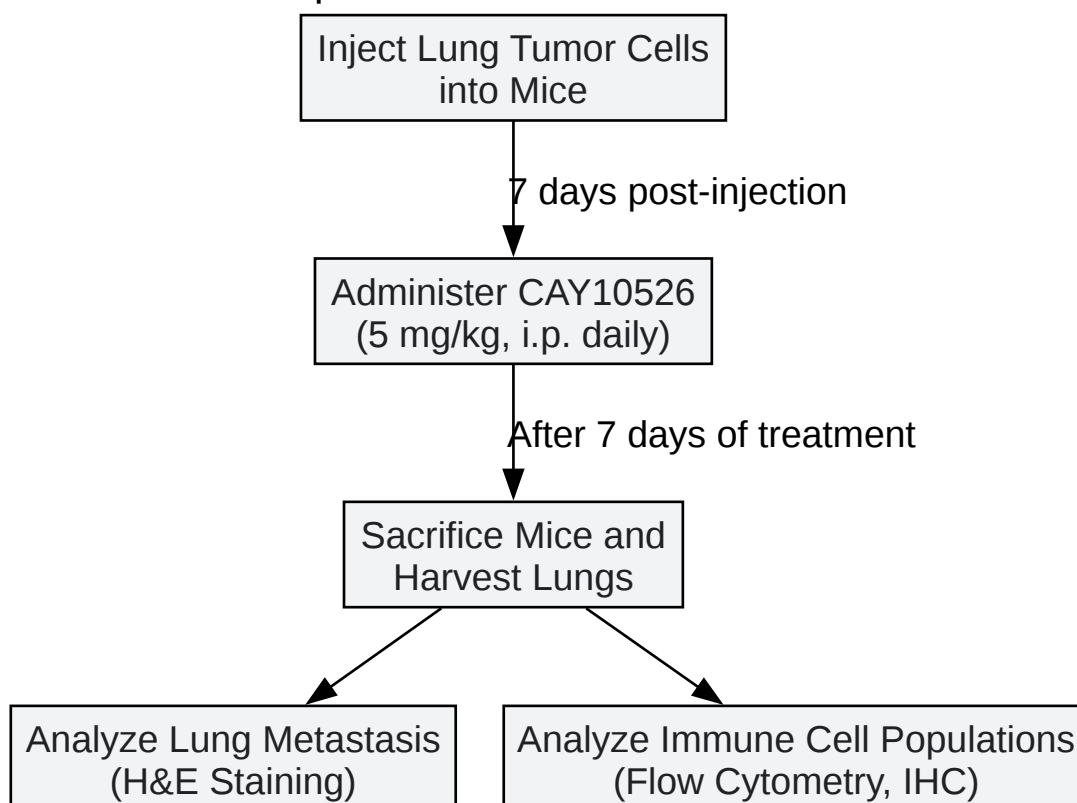 Inject Lung Tumor Cells
into Mice
7 days post-injection
Administer CAY10526
(5 mg/kg, i.p. daily)
After 7 days of treatment
Sacrifice Mice and
Harvest Lungs
Analyze Lung Metastasis
(H&E Staining)
Analyze Immune Cell Populations
(Flow Cytometry, IHC)